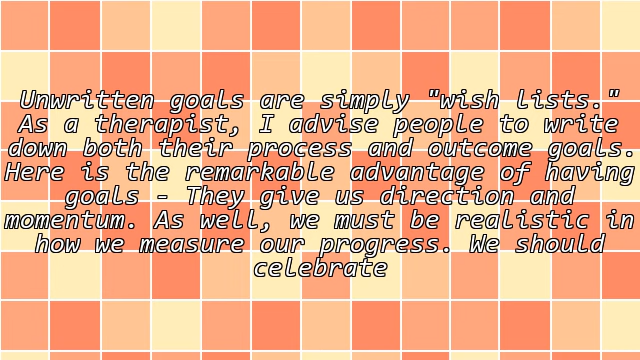 Unwritten goals are simply "wish lists."
As a therapist, I advise people to write
down both their process and outcome goals.
Here is the remarkable advantage of having
goals - They give us direction and
momentum. As well, we must be realistic in
how we measure our progress. We should
celebrate